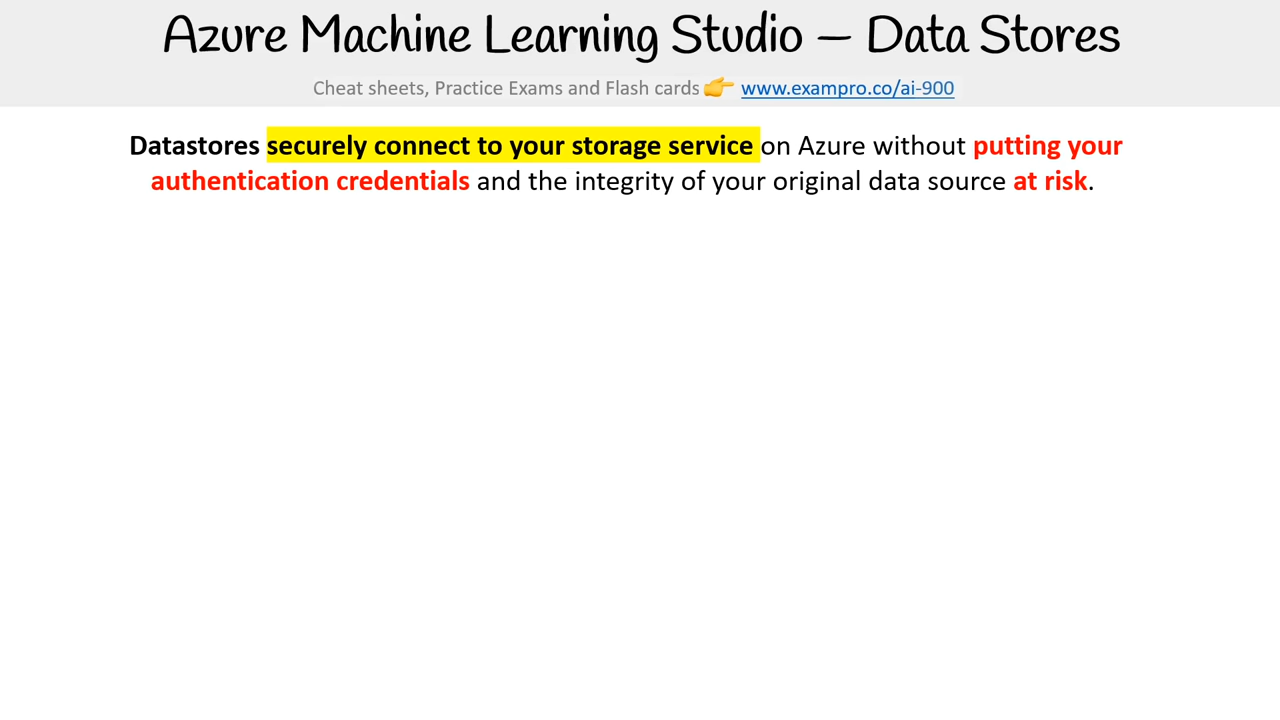 Azure Machine Learning Studio – Data Stores
Cheat sheets, Practice Exams and Flash cards 👉 www.exampro.co/ai-900
Datastores securely connect to your storage service on Azure without putting your
authentication credentials and the integrity of your original data source at risk.